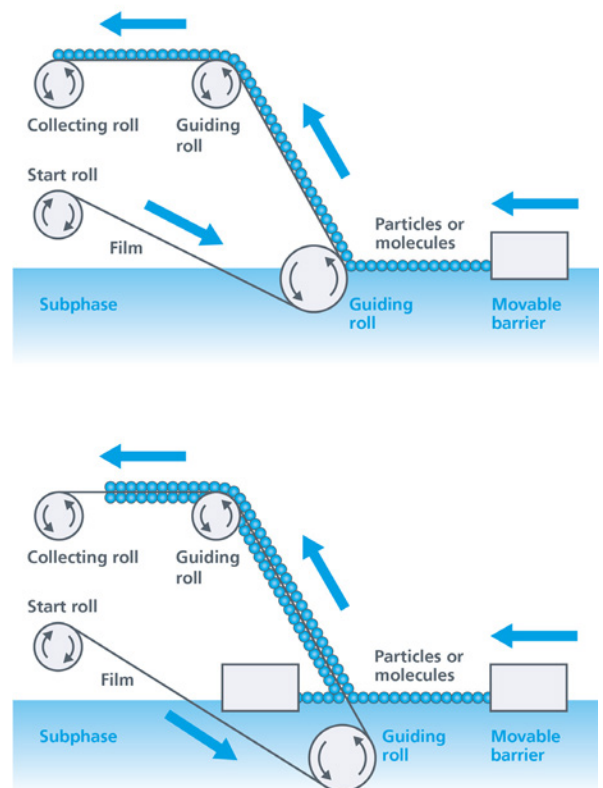 Collecting roll
Guiding
roll
Start roll
Film
Particles or
molecules
Subphase
Guiding
roll
Movable
barrier
Collecting roll
Guiding
roll
Start roll
Film
Particles or
molecules
Subphase
Guiding
roll
Movable
barrier